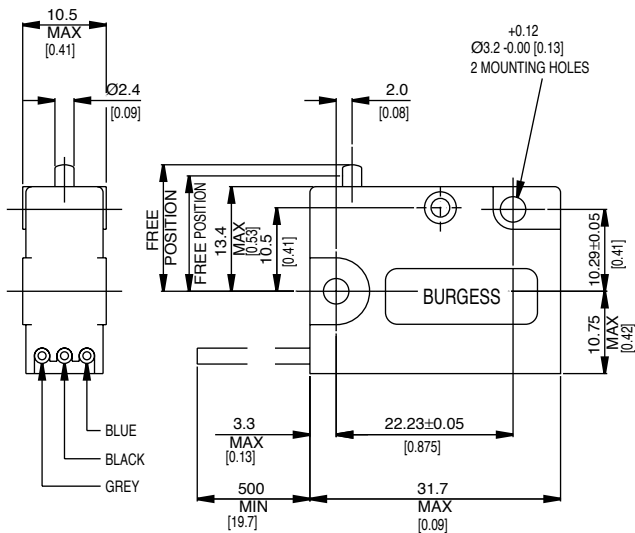 10.5
MAX
[0.41]
Ø2.4
[0.09]
2.0
[0.08]
+0.12
Ø3.2 -0.00 [0.13]
2 MOUNTING HOLES
FREE
POSITION
FREE POSITION
13.4
MAX
[0.53]
10.5
[0.41]
10.29±0.05
[0.41]
BURGESS
10.75
MAX
[0.42]
BLUE
BLACK
GREY
3.3
MAX
[0.13]
22.23±0.05
[0.875]
500
MIN
[19.7]
31.7
MAX
[0.09]